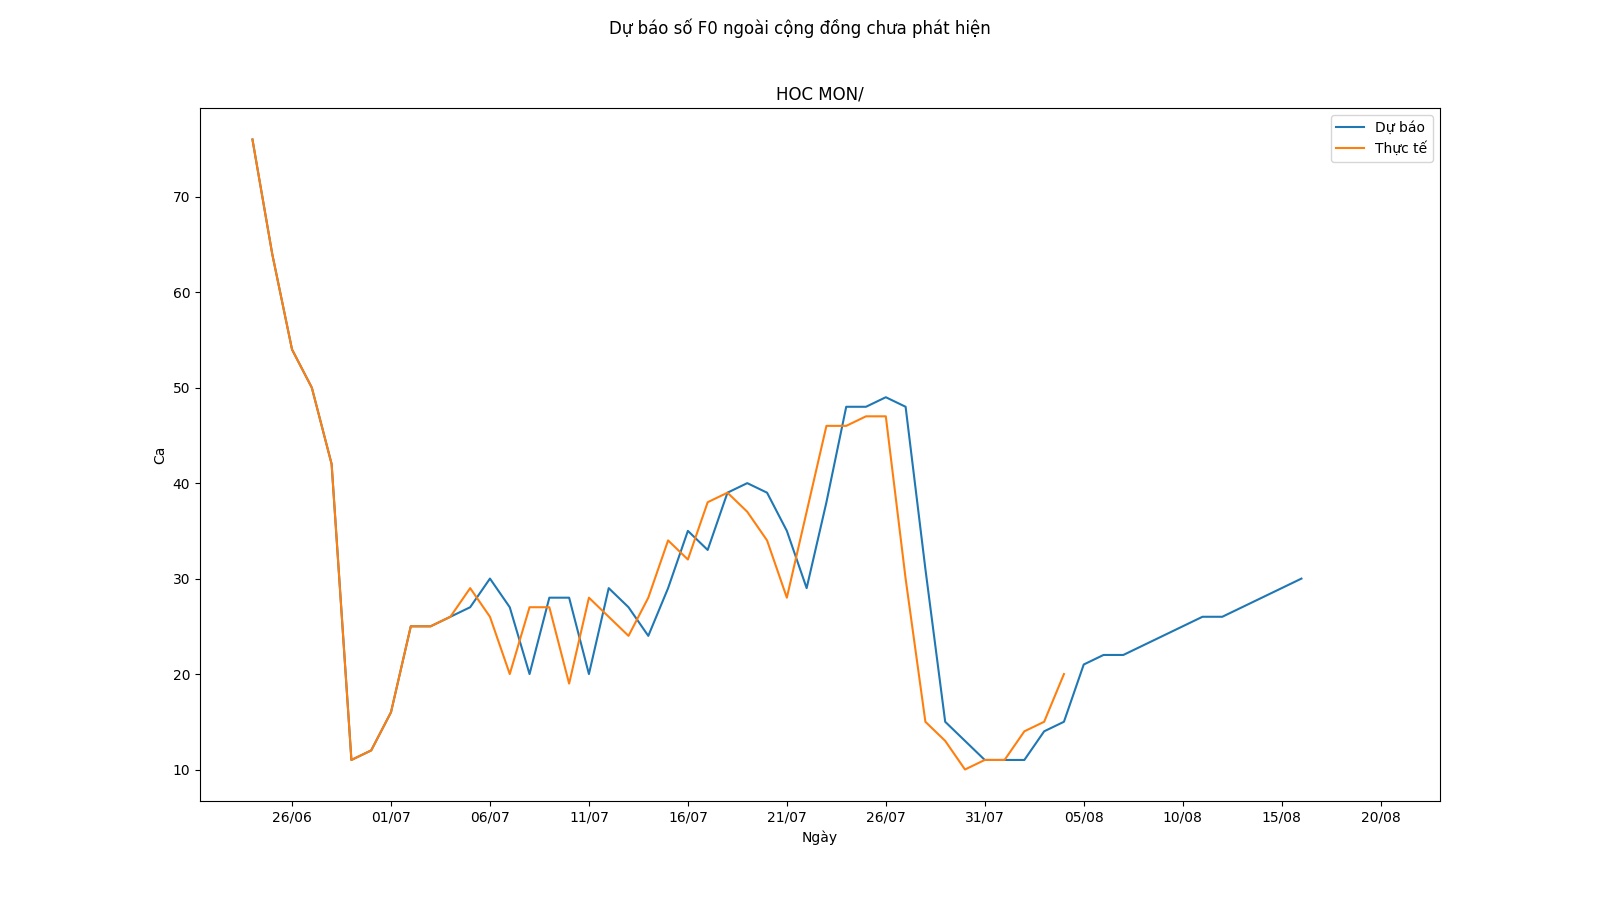 Dự báo số F0 ngoài cộng đồng chưa phát hiện
HOC MON/
Dự báo
Thực tế
70
60
50
40
30
20
10
Ca
26/06 01/07 06/07 11/07 16/07 21/07 26/07 31/07 05/08 10/08 15/08 20/08
Ngày